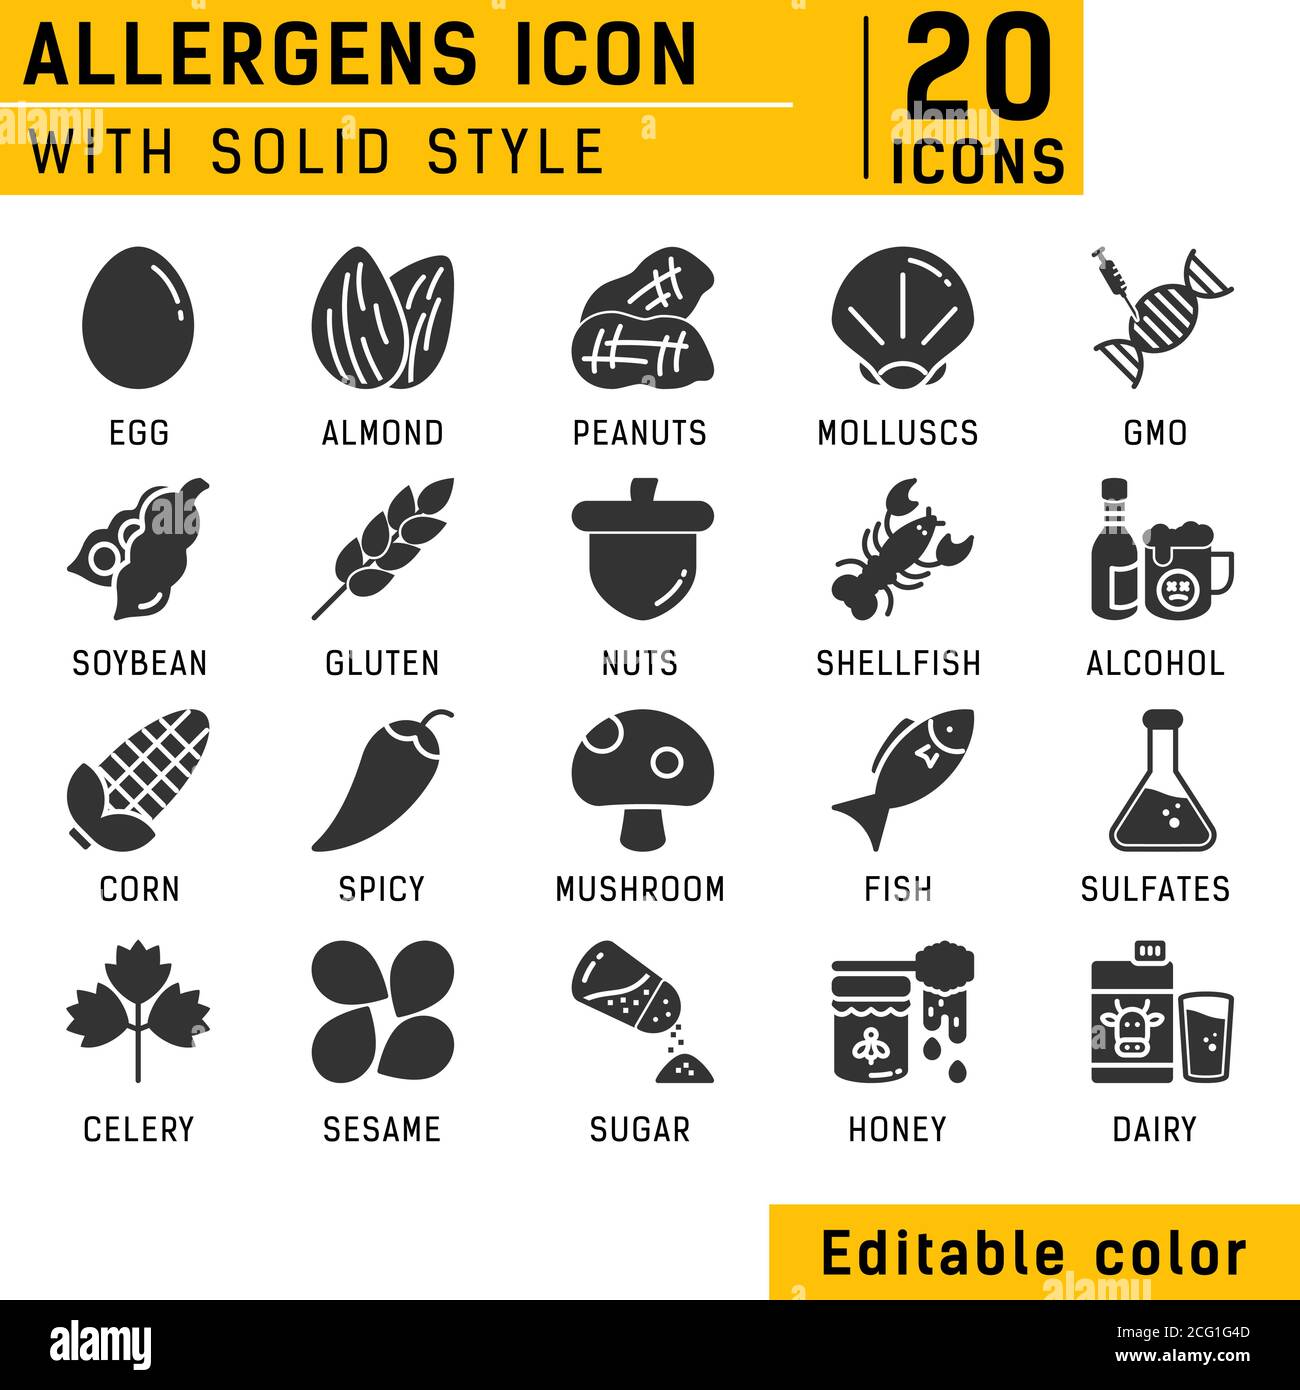 ALLERGENS ICON
WITH SOLID STYLE
20
ICONS
EGG
ALMOND
PEANUTS
MOLLUSCS
GMO
SOYBEAN
GLUTEN
NUTS
SHELLFISH
ALCOHOL
CORN
SPICY
MUSHROOM
FISH
SULFATES
CELERY
SESAME
SUGAR
HONEY
DAIRY
Editable color
alamy
Image ID: 2CG1G4D
www.alamy.com